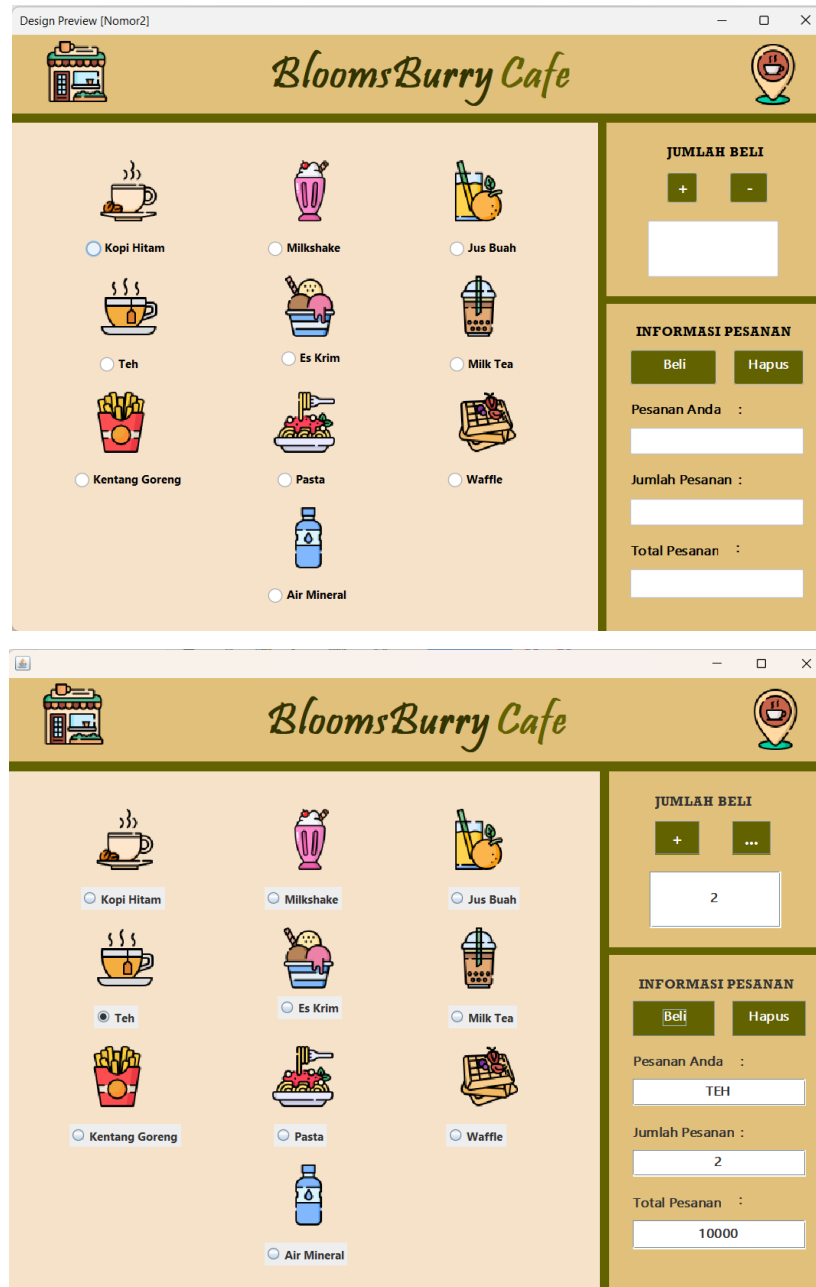 Design Preview [Nomor2]
BloomsBurry Cafe
Kopi Hitam
Milkshake
Jus Buah
Teh
Es Krim
Milk Tea
Kentang Goreng
Pasta
Waffle
Air Mineral
JUMLAH BELI
+ -
INFORMASI PESANAN
Beli Hapus
Pesanan Anda :
Jumlah Pesanan :
Total Pesanan :
BloomsBurry Cafe
Kopi Hitam
Milkshake
Jus Buah
Teh
Es Krim
Milk Tea
Kentang Goreng
Pasta
Waffle
Air Mineral
JUMLAH BELI
+ ...
2
INFORMASI PESANAN
Beli Hapus
Pesanan Anda :
TEH
Jumlah Pesanan :
2
Total Pesanan :
10000